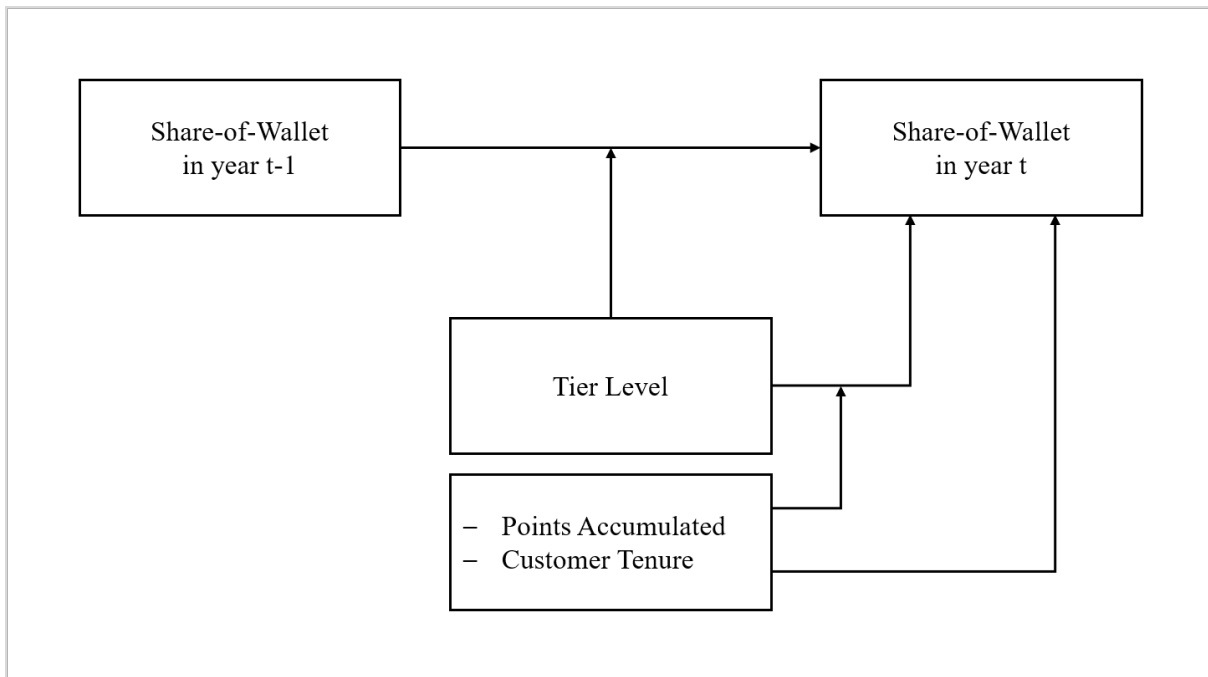 Share-of-Wallet
in year t-1
Share-of-Wallet
in year t
Tier Level
– Points Accumulated
– Customer Tenure